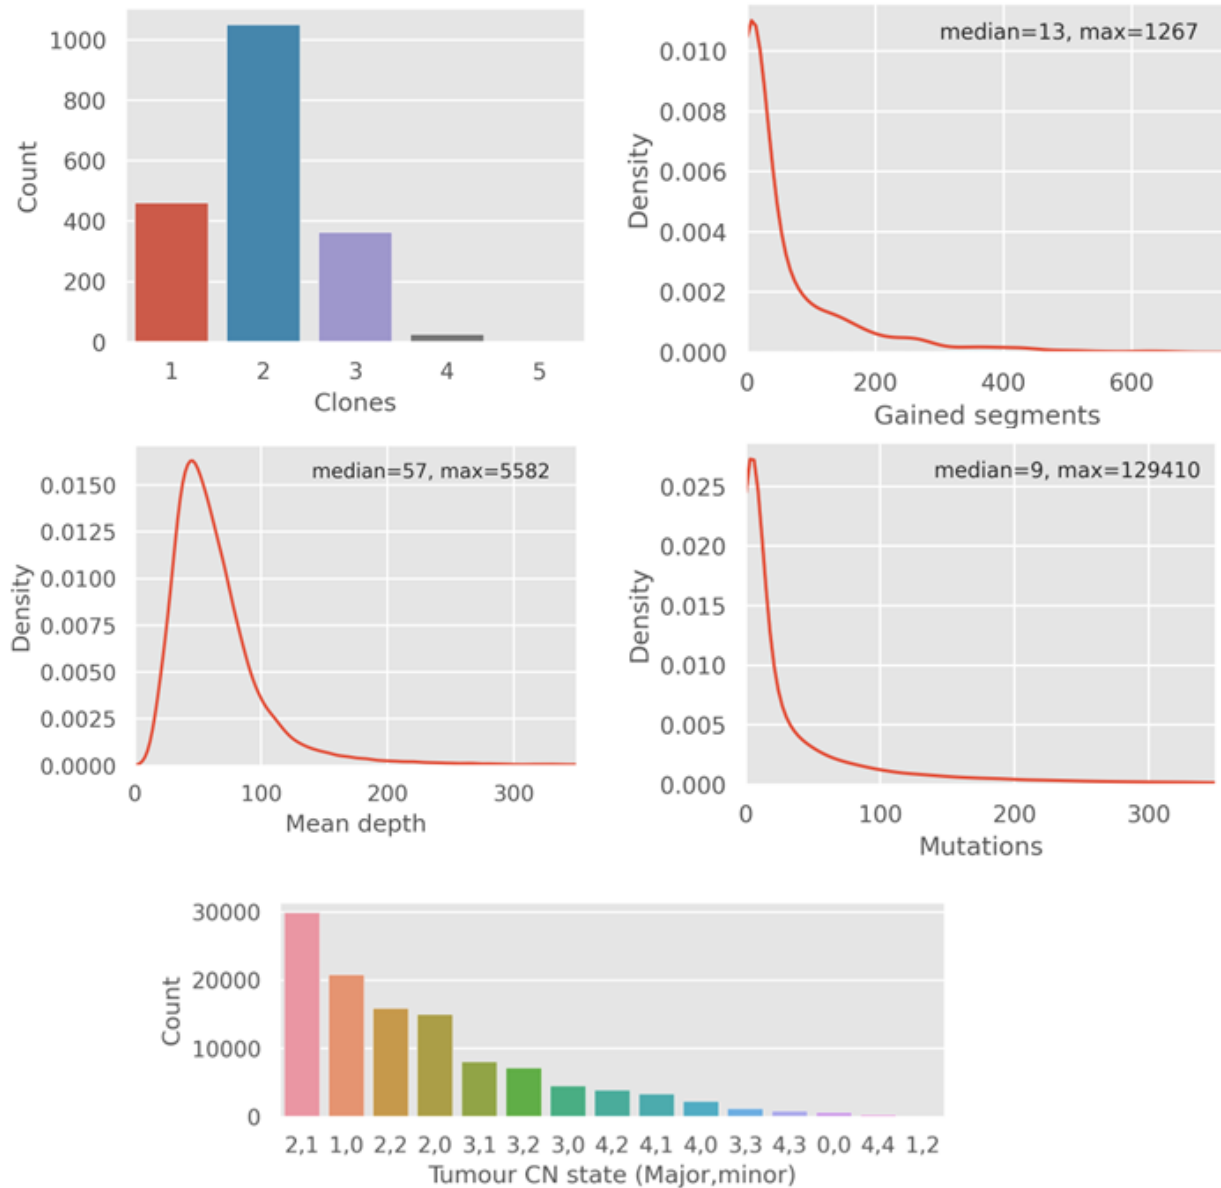 1000
800
600
400
200
0
Count
1 2 3 4 5
Clones
median=13, max=1267
0.010
0.008
0.006
0.004
0.002
0.000
Density
0 200 400 600
Gained segments
median=57, max=5582
0.0150
0.0125
0.0100
0.0075
0.0050
0.0025
0.0000
Density
0 100 200 300
Mean depth
median=9, max=129410
0.025
0.020
0.015
0.010
0.005
0.000
Density
0 100 200 300
Mutations
30000
20000
10000
0
Count
2,1 1,0 2,2 2,0 3,1 3,2 3,0 4,2 4,1 4,0 3,3 4,3 0,0 4,4 1,2
Tumour CN state (Major,minor)